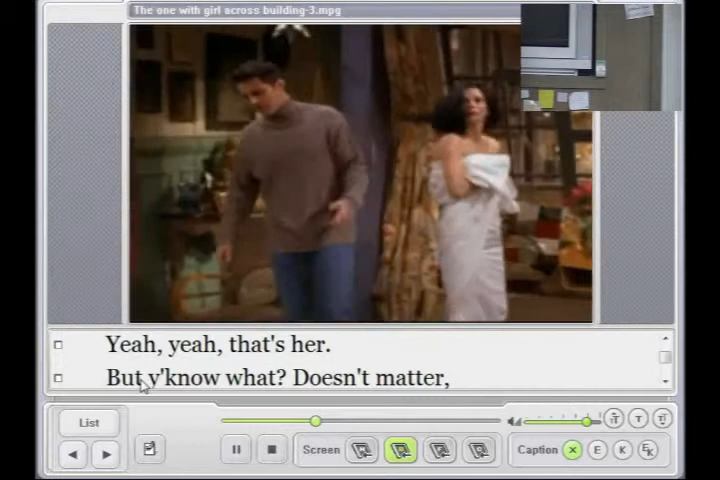 The one with girl across building-3.mpg
Yeah, yeah, that's her.
But y'know what? Doesn't matter,
List
Screen
Caption
E
K
EK
T
T
T